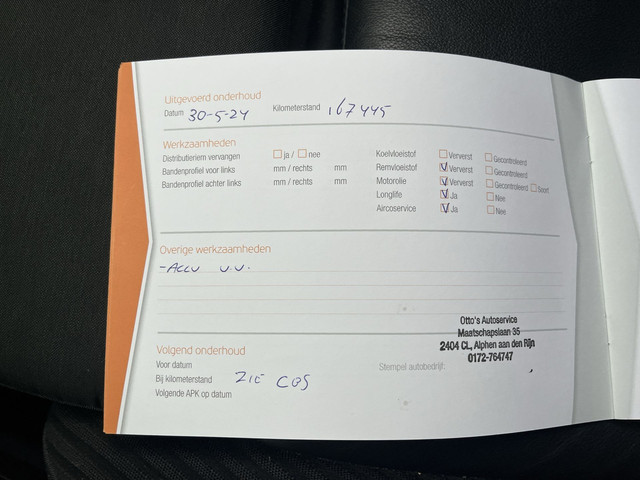 Uitgevoerd onderhoud
Datum 30-5-24 Kilometerstand 167445
Werkzaamheden
Distributieriem vervangen ja / nee
Bandenprofiel voor links mm / rechts mm
Bandenprofiel achter links mm / rechts mm
Koelvloeistof Ververst Gecontroleerd
Remvloeistof V Ververst Gecontroleerd
Motorolie V Ververst Gecontroleerd Soort
Longlife V Ja Nee
Aircoservice V Ja Nee
Overige werkzaamheden
- ACCU V.V.
Otto's Autoservice
Maatschapslaan 35
2404 CL, Alphen aan den Rijn
0172-764747
Volgend onderhoud
Voor datum
Stempel autobedrijf:
Bij kilometerstand ZIE CBS
Volgende APK op datum